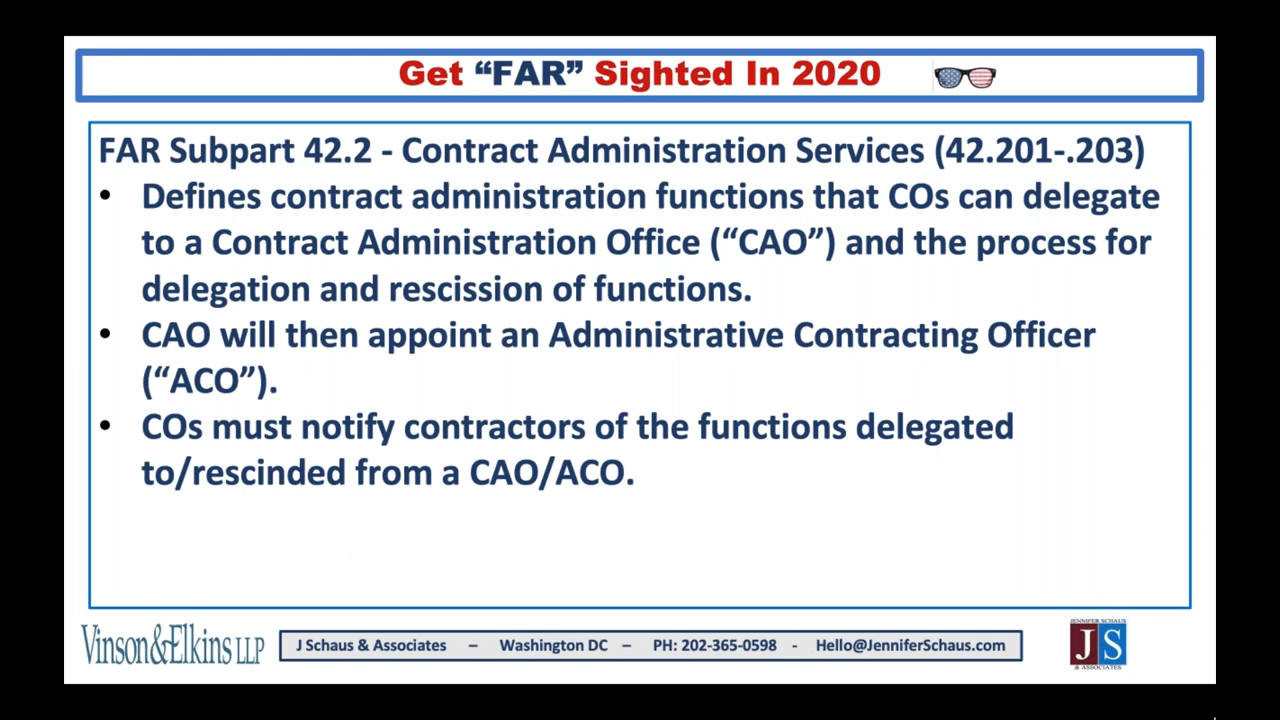 Get “FAR” Sighted In 2020
FAR Subpart 42.2 - Contract Administration Services (42.201-.203)
• Defines contract administration functions that COs can delegate
to a Contract Administration Office (“CAO”) and the process for
delegation and rescission of functions.
• CAO will then appoint an Administrative Contracting Officer
(“ACO”).
• COs must notify contractors of the functions delegated
to/rescinded from a CAO/ACO.
Vinson&Elkins LLP
J Schaus & Associates – Washington DC – PH: 202-365-0598 - Hello@JenniferSchaus.com
JENNIFER SCHAUS
JS
& ASSOCIATES